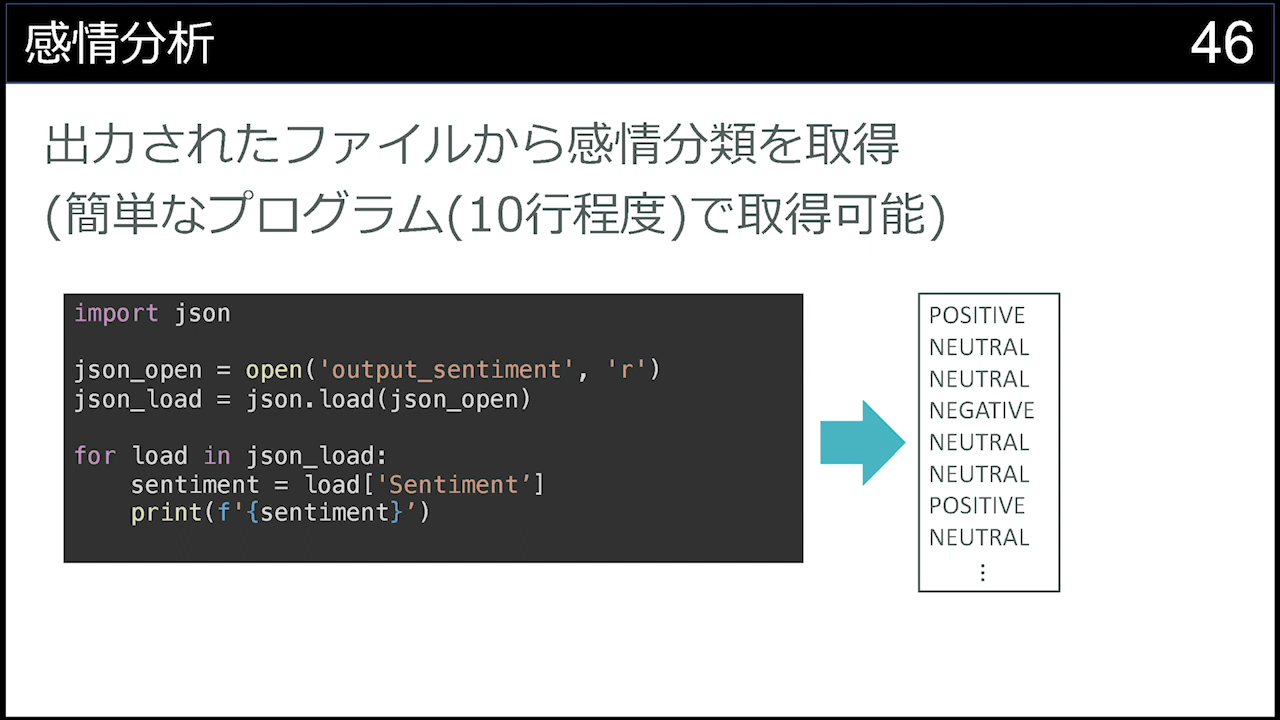 感情分析
46
出力されたファイルから感情分類を取得
(簡単なプログラム(10行程度)で取得可能)
import json
json_open = open('output_sentiment', 'r')
json_load = json.load(json_open)
for load in json_load:
    sentiment = load['Sentiment’]
    print(f'{sentiment}’)
POSITIVE
NEUTRAL
NEUTRAL
NEGATIVE
NEUTRAL
NEUTRAL
POSITIVE
NEUTRAL
⋮